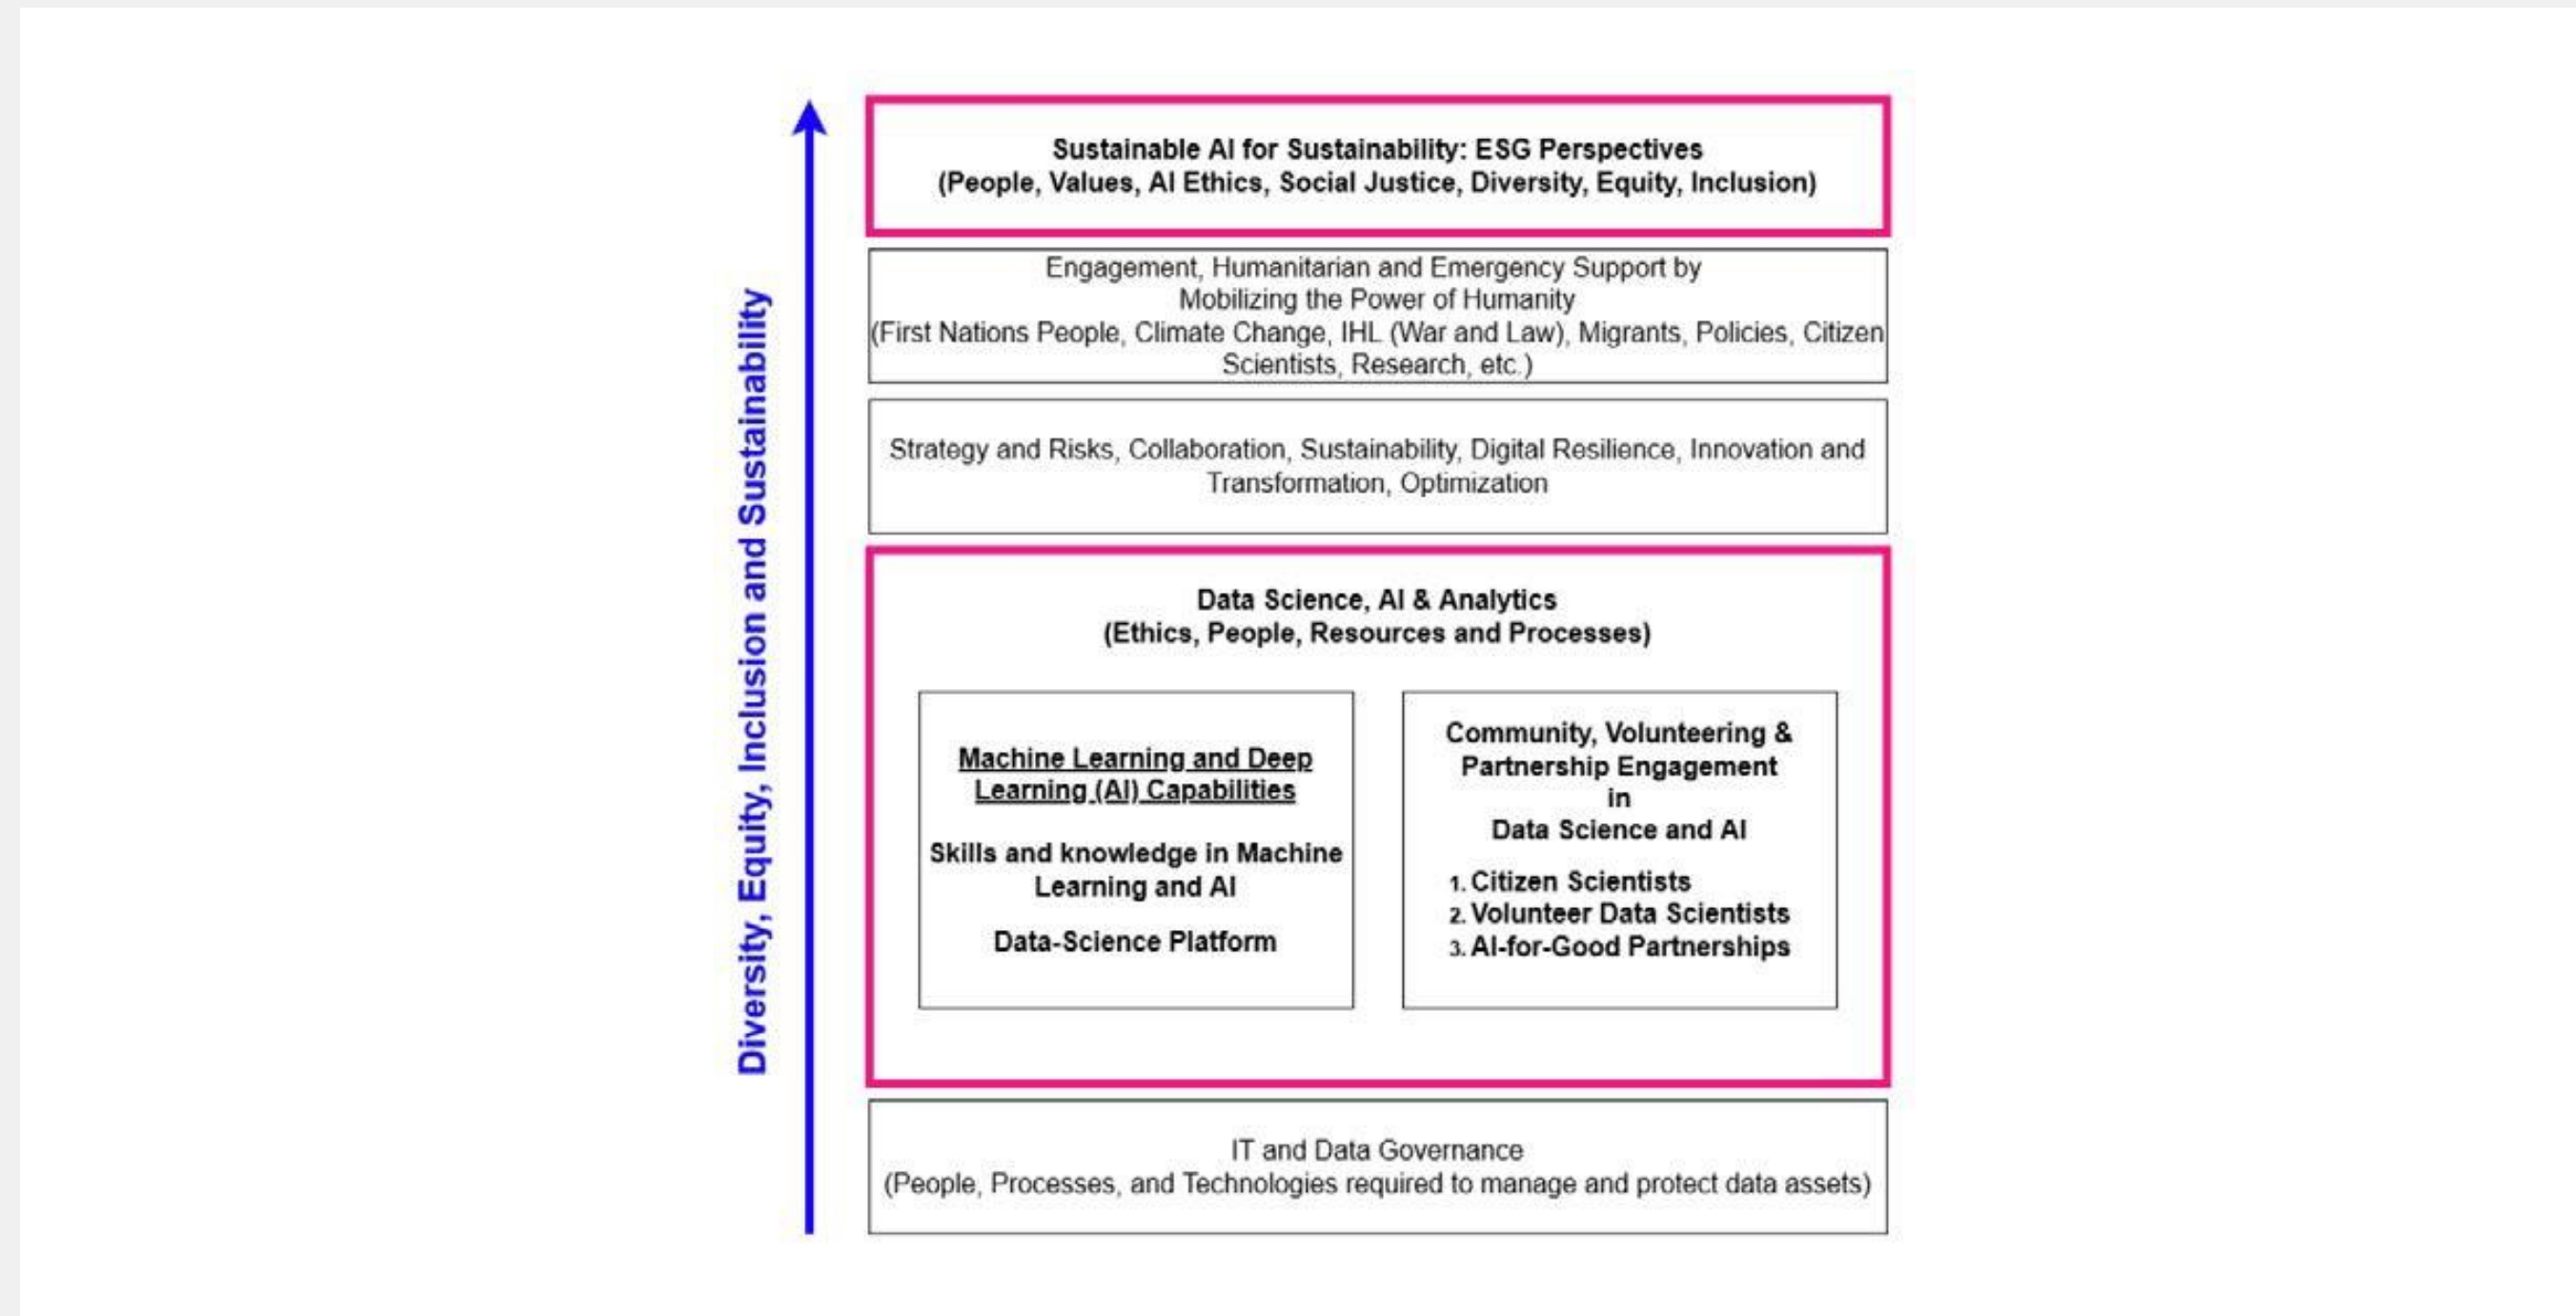 Diversity, Equity, Inclusion and Sustainability
Sustainable AI for Sustainability: ESG Perspectives
(People, Values, AI Ethics, Social Justice, Diversity, Equity, Inclusion)
Engagement, Humanitarian and Emergency Support by
Mobilizing the Power of Humanity
(First Nations People, Climate Change, IHL (War and Law), Migrants, Policies, Citizen
Scientists, Research, etc.)
Strategy and Risks, Collaboration, Sustainability, Digital Resilience, Innovation and
Transformation, Optimization
Data Science, AI & Analytics
(Ethics, People, Resources and Processes)
Machine Learning and Deep
Learning (AI) Capabilities
Skills and knowledge in Machine
Learning and AI
Data-Science Platform
Community, Volunteering &
Partnership Engagement
in
Data Science and AI
1. Citizen Scientists
2. Volunteer Data Scientists
3. AI-for-Good Partnerships
IT and Data Governance
(People, Processes, and Technologies required to manage and protect data assets)